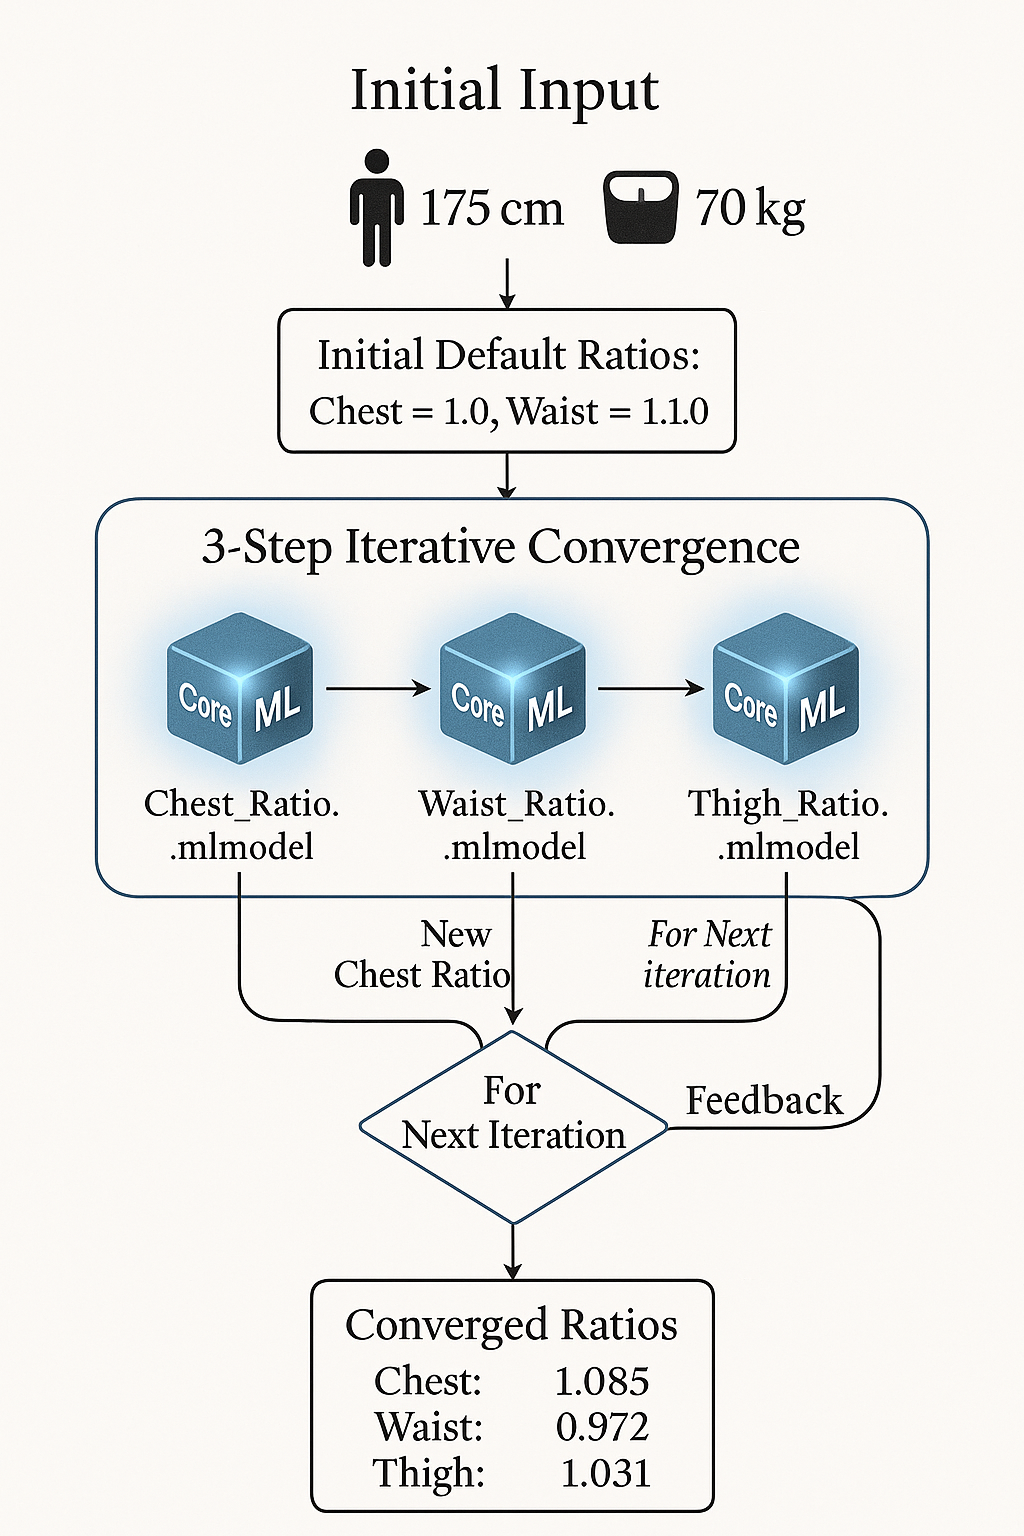 Initial Input
175 cm
70 kg
Initial Default Ratios:
Chest = 1.0, Waist = 1.1.0
3-Step Iterative Convergence
Core ML
Core ML
Core ML
Chest_Ratio.
.mlmodel
Waist_Ratio.
.mlmodel
Thigh_Ratio.
.mlmodel
New
Chest Ratio
For Next
iteration
For
Next Iteration
Feedback
Converged Ratios
Chest: 1.085
Waist: 0.972
Thigh: 1.031